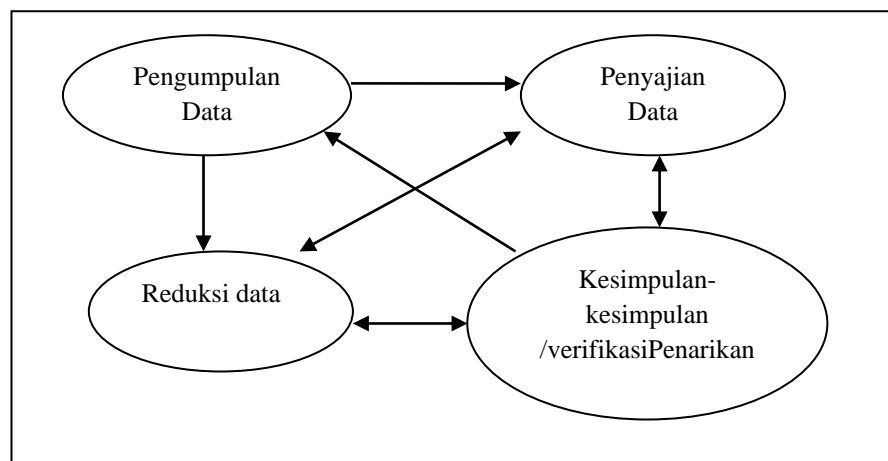 Pengumpulan
Data
Penyajian
Data
Reduksi data
Kesimpulan-
kesimpulan
/verifikasiPenarikan